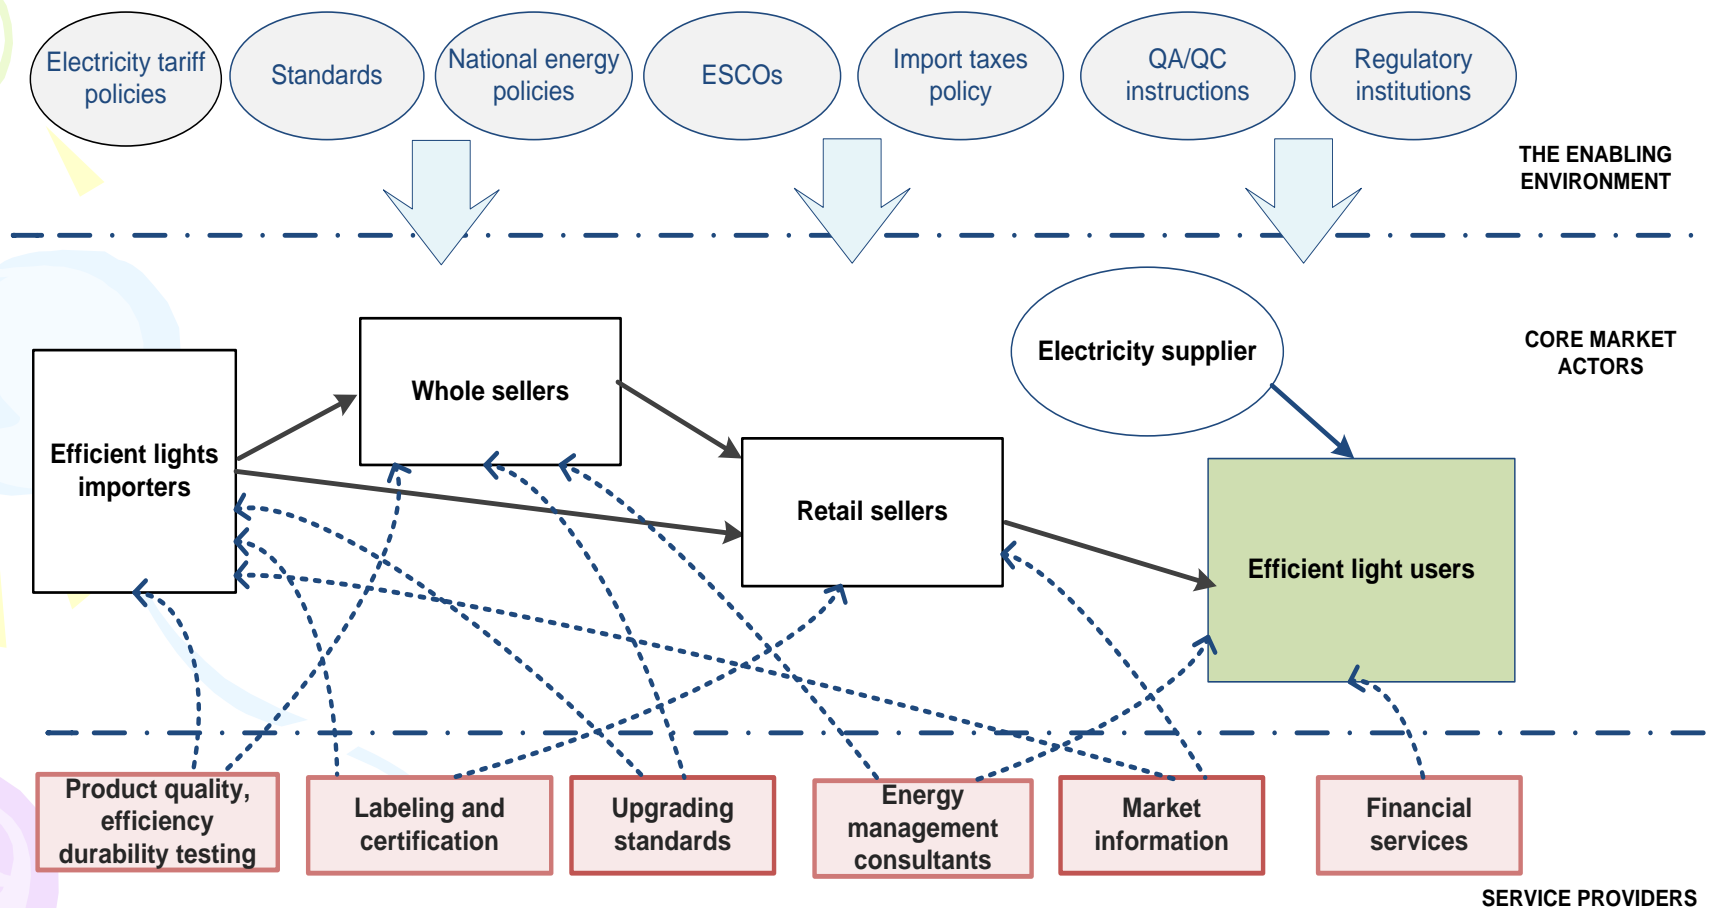 Electricity tariff
policies
Standards
National energy
policies
ESCOs
Import taxes
policy
QA/QC
instructions
Regulatory
institutions
THE ENABLING
ENVIRONMENT
CORE MARKET
ACTORS
Electricity supplier
Whole sellers
Efficient lights
importers
Retail sellers
Efficient light users
Product quality,
efficiency
durability testing
Labeling and
certification
Upgrading
standards
Energy
management
consultants
Market
information
Financial
services
SERVICE PROVIDERS